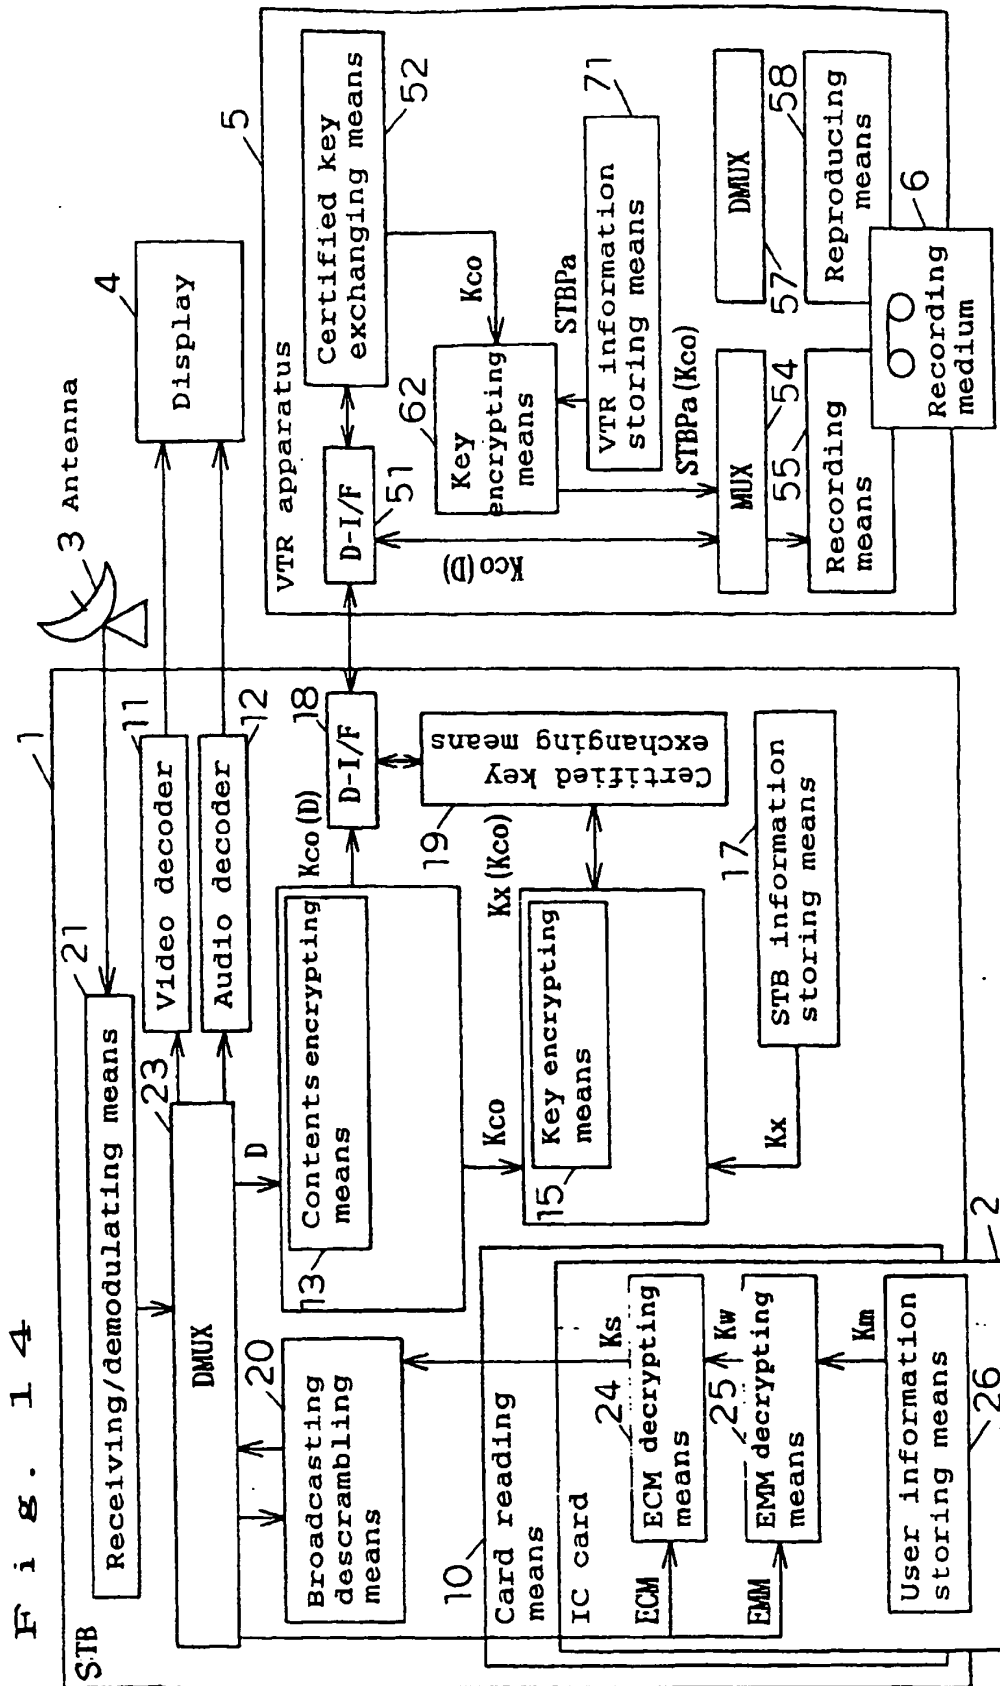 Fig. 14
STB
1
Receiving/demodulating means
21
3
Antenna
DMUX
23
Video decoder
11
Audio decoder
12
4
Display
Broadcasting
descrambling
means
20
D
Contents encrypting
means
13
Kco(D)
D-I/F
18
Certified key
exchanging means
19
Kco
Kx(Kco)
Key encrypting
means
15
Kx
STB information
storing means
17
10
Card reading
means
IC card
2
ECM
EMM
Ks
ECM decrypting
means
24
Kw
EMM decrypting
means
25
Km
User information
storing means
26
5
VTR apparatus
D-I/F
51
Certified key
exchanging means
52
Kco
Key
encrypting
means
62
STBPa
VTR information
storing means
71
STBPa(Kco)
Kco(D)
MUX
54
DMUX
57
Recording
means
55
Reproducing
means
58
Recording
medium
6